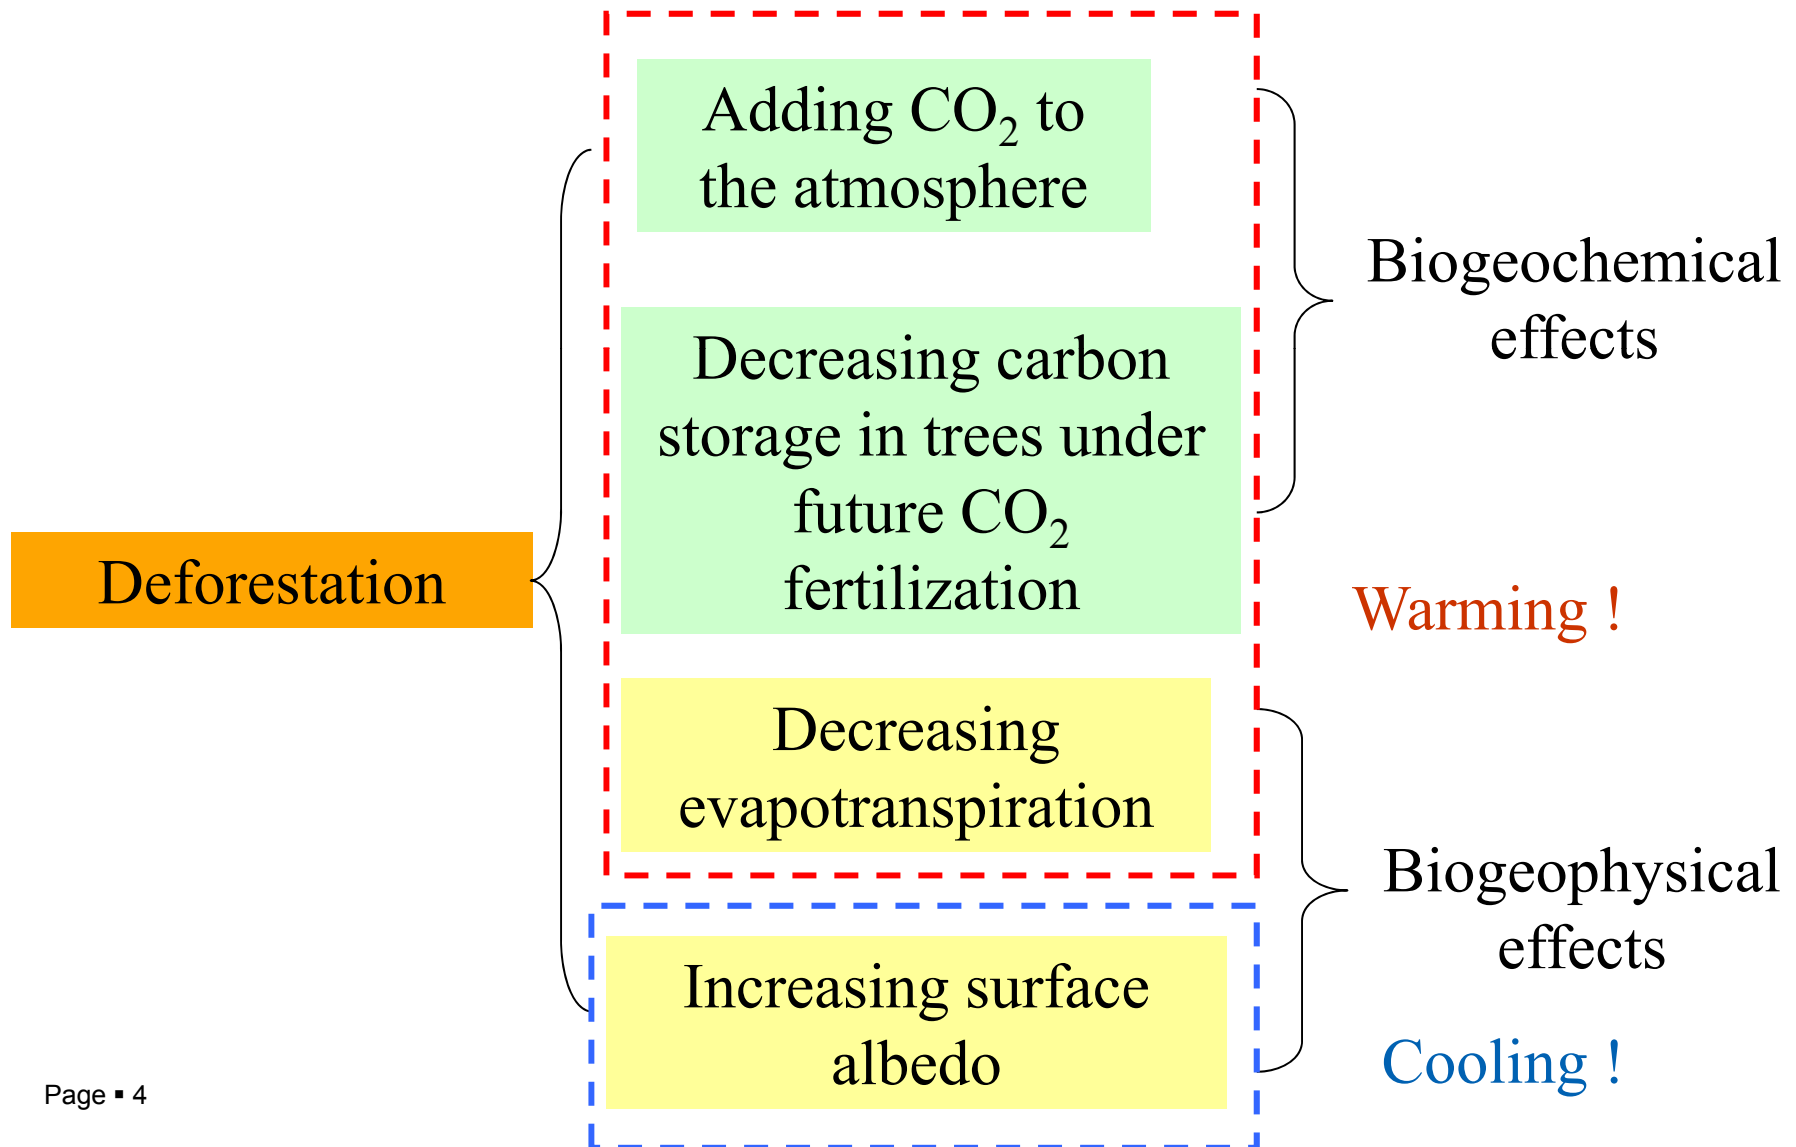 Adding CO₂ to
the atmosphere
Biogeochemical
effects
Decreasing carbon
storage in trees under
future CO₂
fertilization
Deforestation
Warming !
Decreasing
evapotranspiration
Biogeophysical
effects
Increasing surface
albedo
Cooling !
Page ▪ 4